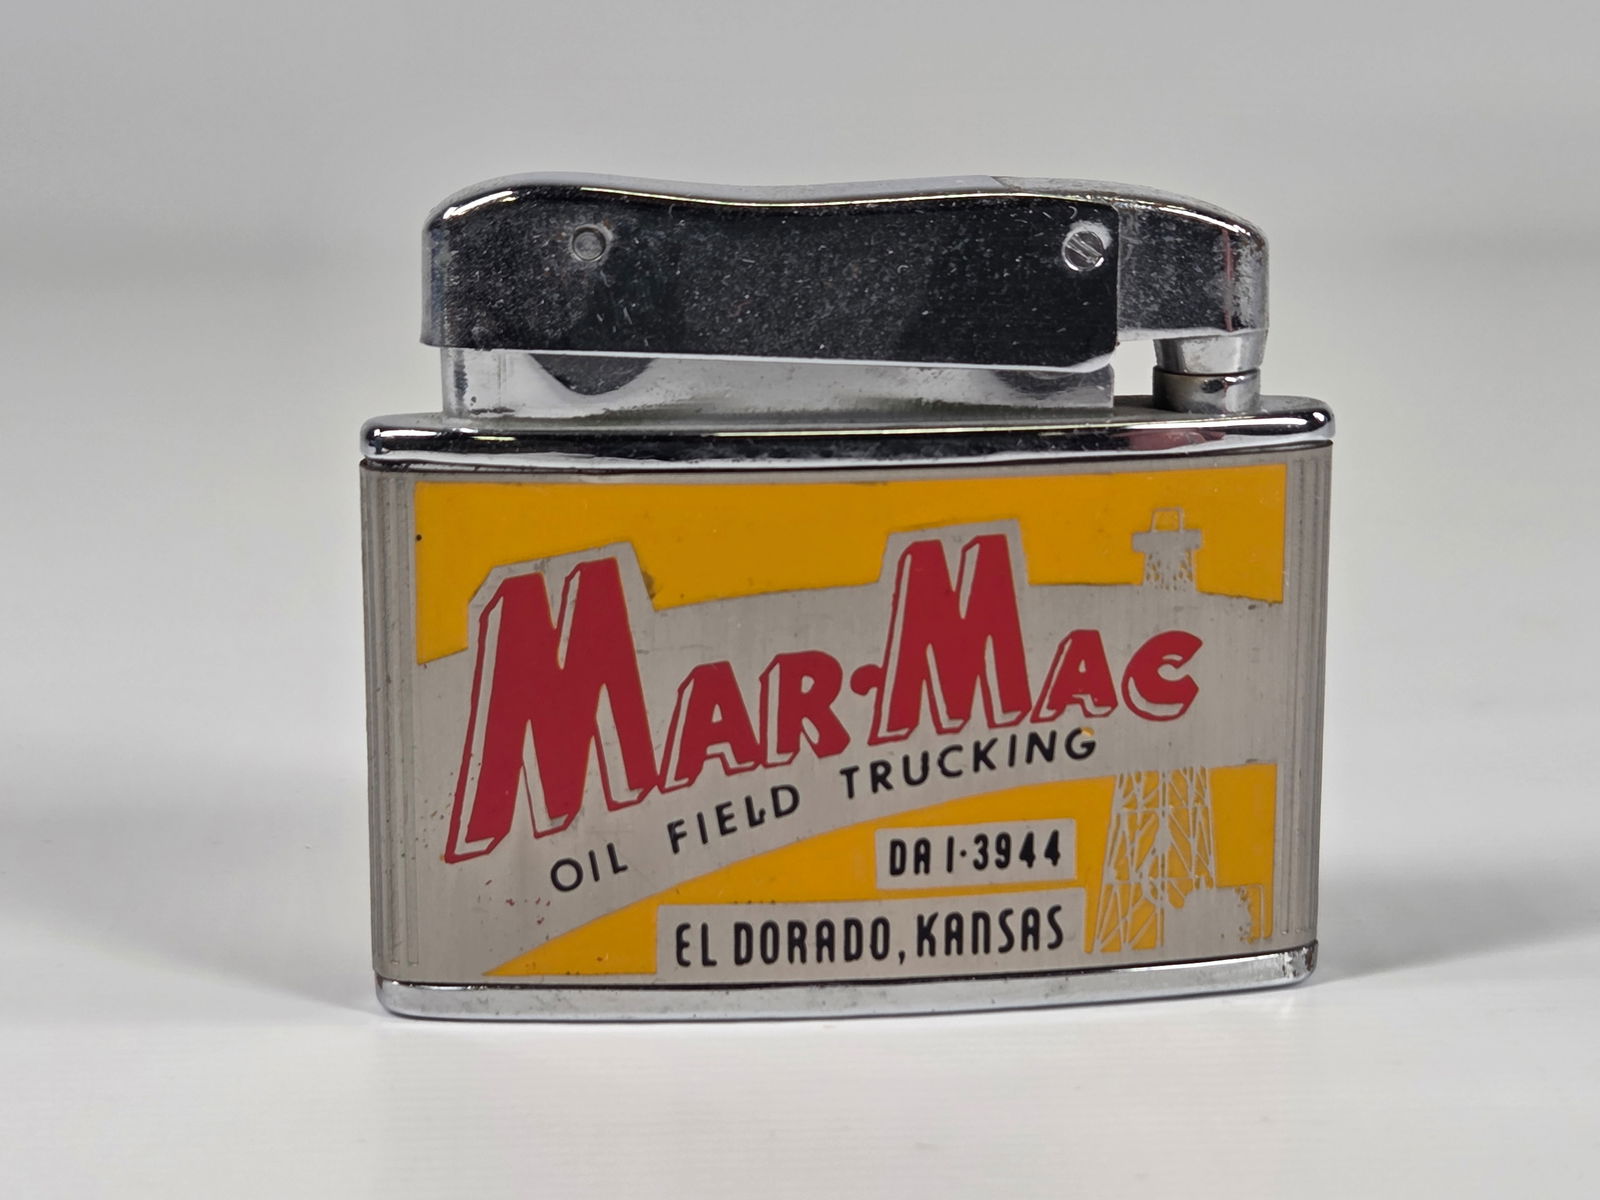 MAR-MAC
OIL FIELD TRUCKING
DA 1-3944
EL DORADO, KANSAS